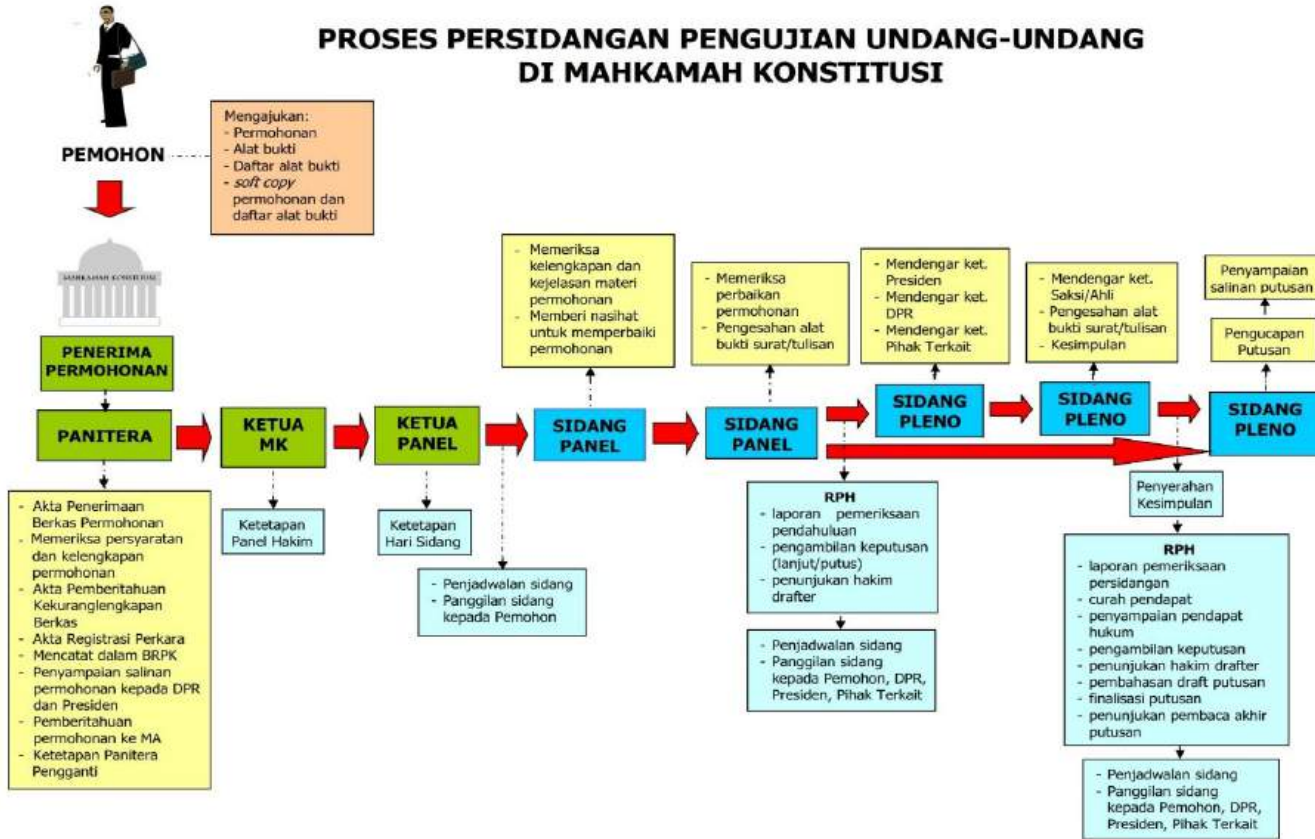 PROSES PERSIDANGAN PENGUJIAN UNDANG-UNDANG
DI MAHKAMAH KONSTITUSI
PEMOHON
Mengajukan:
- Permohonan
- Alat bukti
- Daftar alat bukti
- soft copy
permohonan dan
daftar alat bukti
MAHKAMAH KONSTITUSI
PENERIMA
PERMOHONAN
PANITERA
- Akta Penerimaan
Berkas Permohonan
- Memeriksa persyaratan
dan kelengkapan
permohonan
- Akta Pemberitahuan
Kekuranglengkapan
Berkas
- Akta Registrasi Perkara
- Mencatat dalam BRPK
- Penyampaian salinan
permohonan kepada DPR
dan Presiden
- Pemberitahuan
permohonan ke MA
- Ketetapan Panitera
Pengganti
KETUA
MK
Ketetapan
Panel Hakim
KETUA
PANEL
Ketetapan
Hari Sidang
- Penjadwalan sidang
- Panggilan sidang
kepada Pemohon
- Memeriksa
kelengkapan dan
kejelasan materi
permohonan
- Memberi nasihat
untuk memperbaiki
permohonan
SIDANG
PANEL
- Memeriksa
perbaikan
permohonan
- Pengesahan alat
bukti surat/tulisan
SIDANG
PANEL
RPH
- laporan pemeriksaan
pendahuluan
- pengambilan keputusan
(lanjut/putus)
- penunjukan hakim
drafter
- Penjadwalan sidang
- Panggilan sidang
kepada Pemohon, DPR,
Presiden, Pihak Terkait
- Mendengar ket.
Presiden
- Mendengar ket.
DPR
- Mendengar ket.
Pihak Terkait
SIDANG
PLENO
- Mendengar ket.
Saksi/Ahli
- Pengesahan alat
bukti surat/tulisan
- Kesimpulan
SIDANG
PLENO
Penyerahan
Kesimpulan
RPH
- laporan pemeriksaan
persidangan
- curah pendapat
- penyampaian pendapat
hukum
- pengambilan keputusan
- penunjukan hakim drafter
- pembahasan draft putusan
- finalisasi putusan
- penunjukan pembaca akhir
putusan
- Penjadwalan sidang
- Panggilan sidang
kepada Pemohon, DPR,
Presiden, Pihak Terkait
Penyampaian
salinan putusan
Pengucapan
Putusan
SIDANG
PLENO